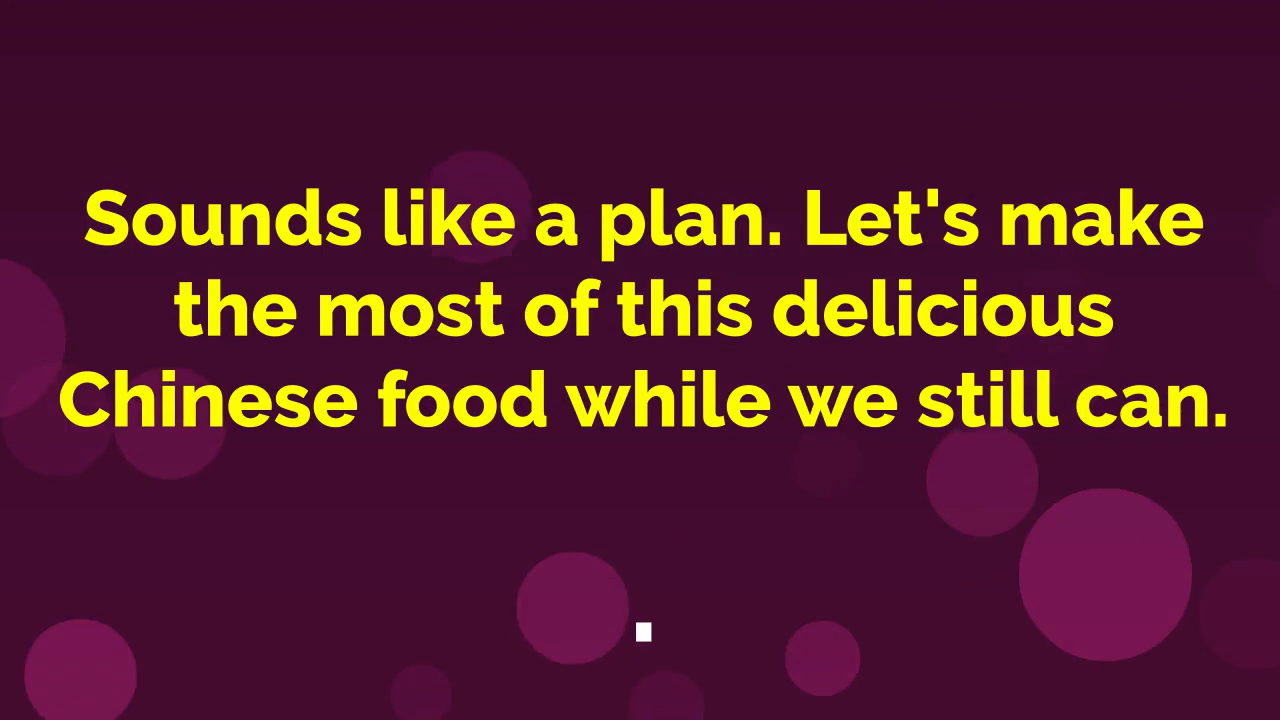 Sounds like a plan. Let's make
the most of this delicious
Chinese food while we still can.
.